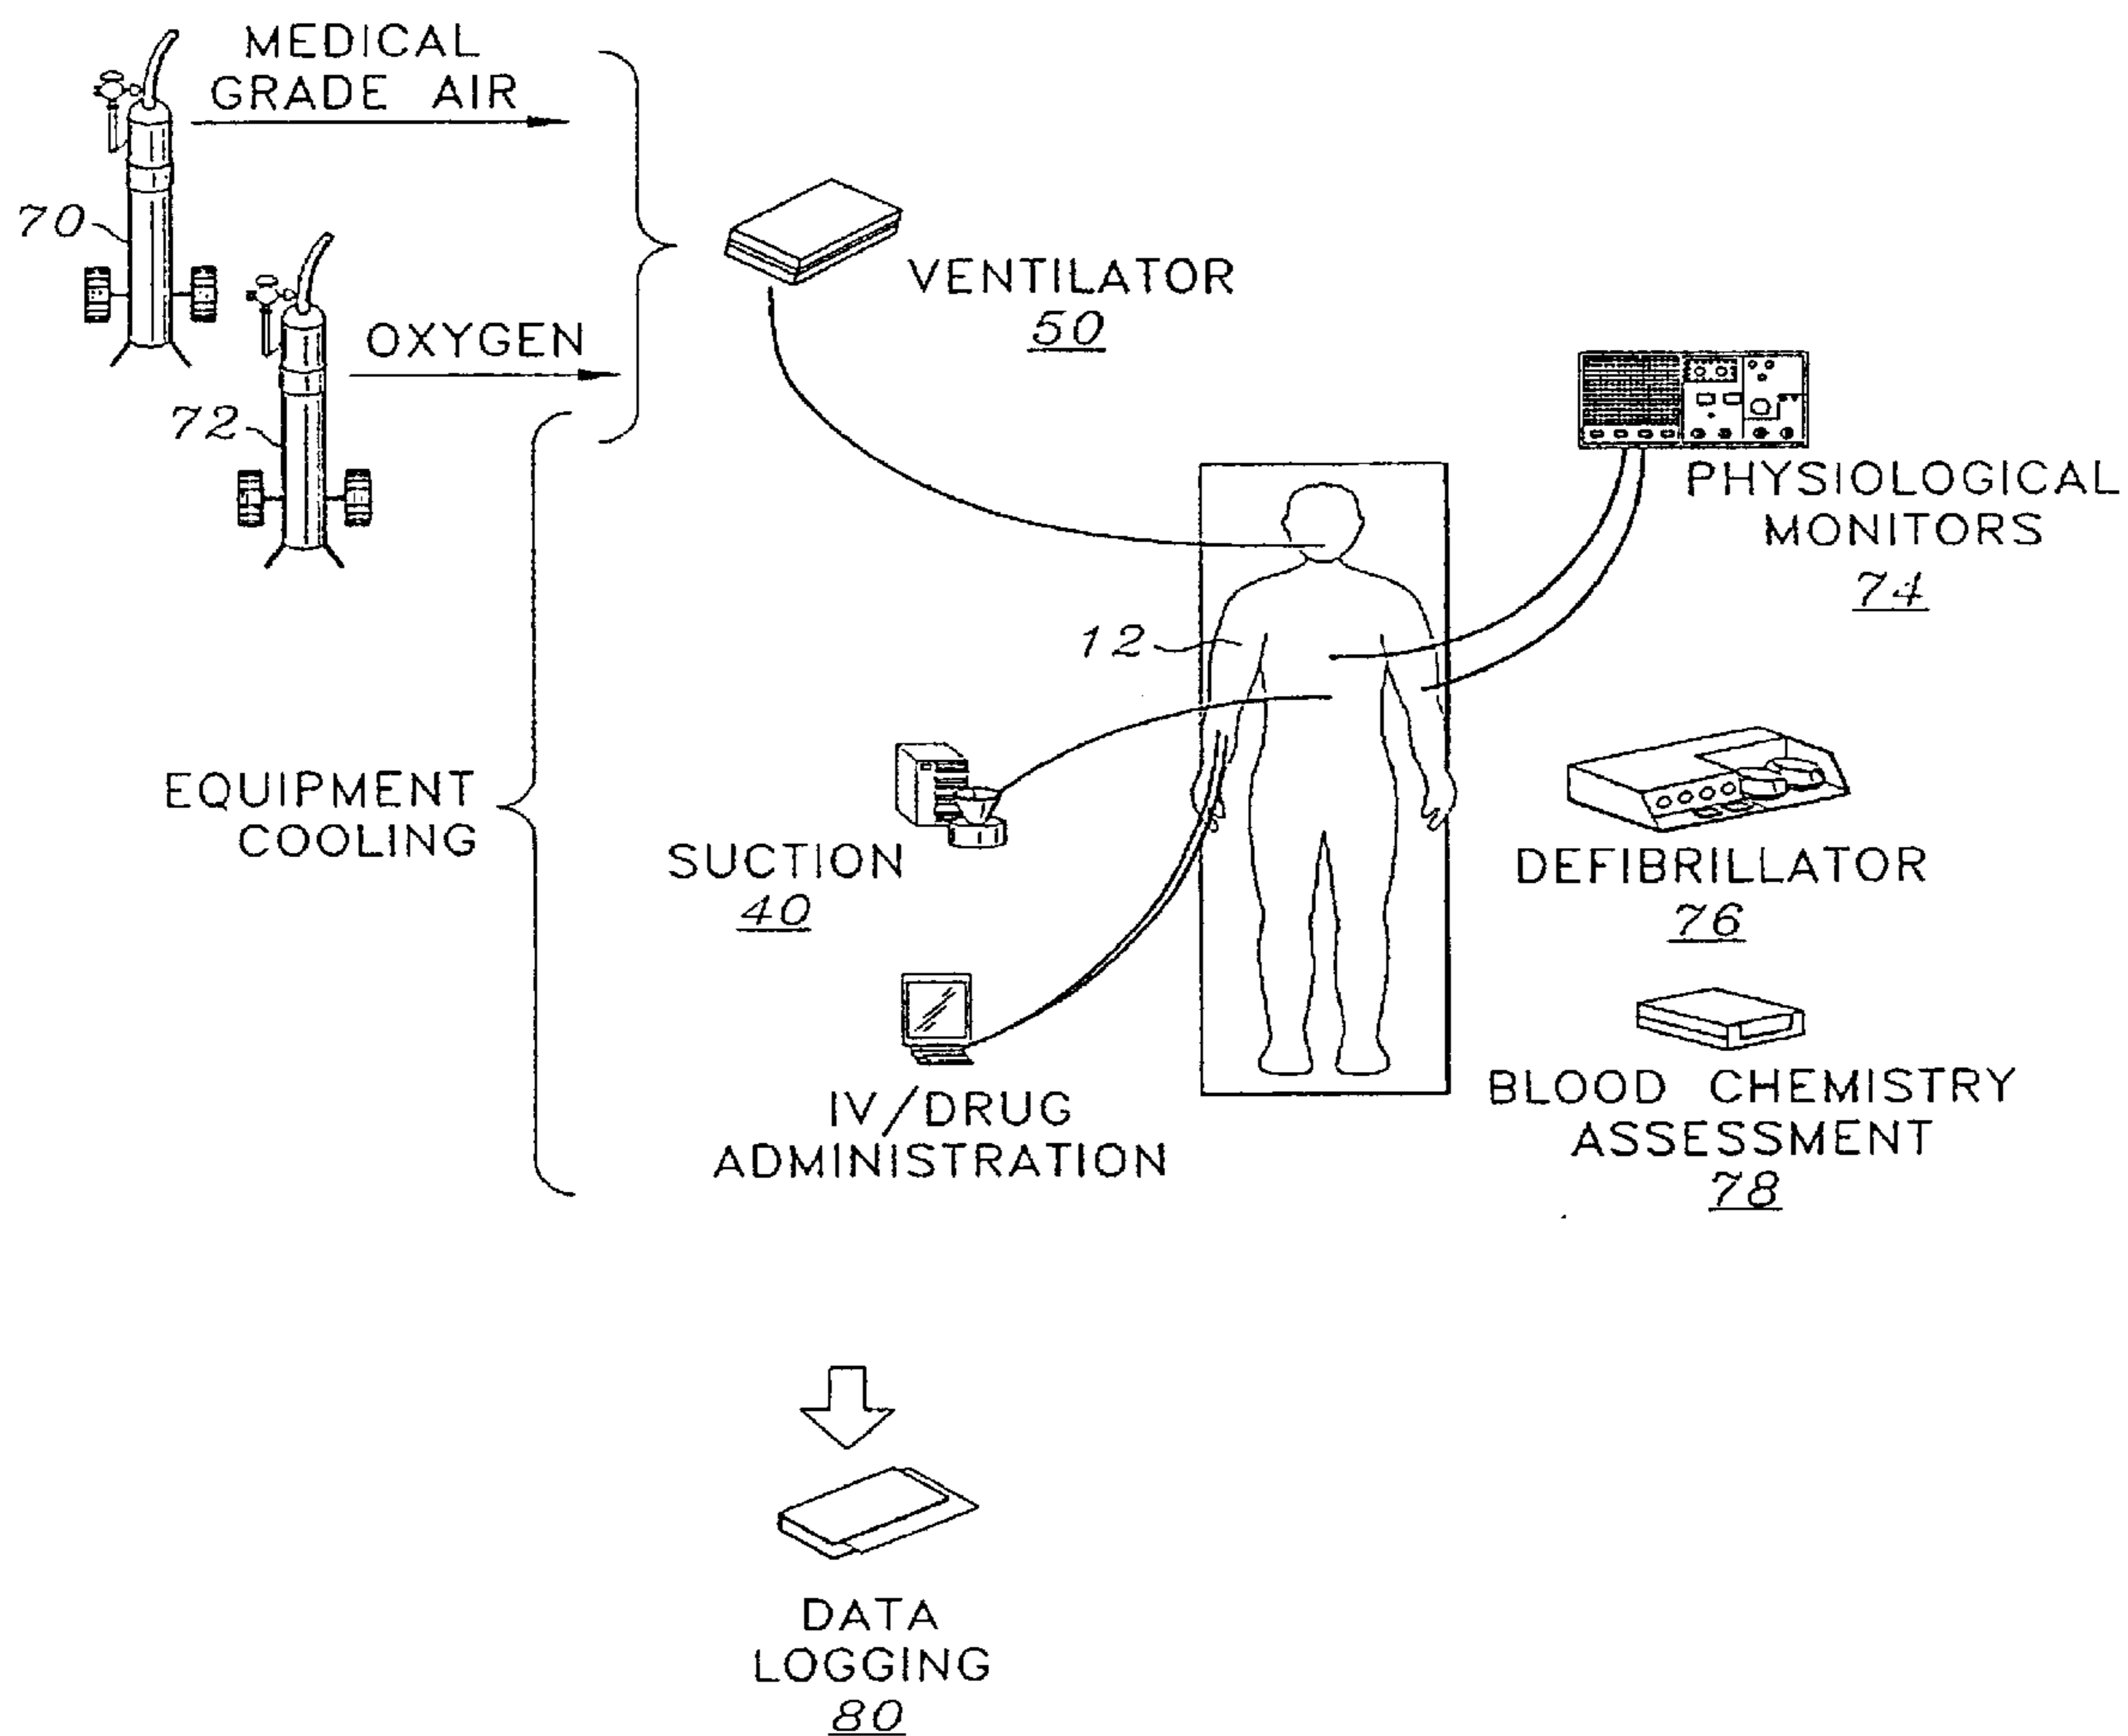 MEDICAL
GRADE AIR
70
OXYGEN
72
VENTILATOR
50
PHYSIOLOGICAL
MONITORS
74
12
EQUIPMENT
COOLING
SUCTION
40
DEFIBRILLATOR
76
IV/DRUG
ADMINISTRATION
BLOOD CHEMISTRY
ASSESSMENT
78
DATA
LOGGING
80